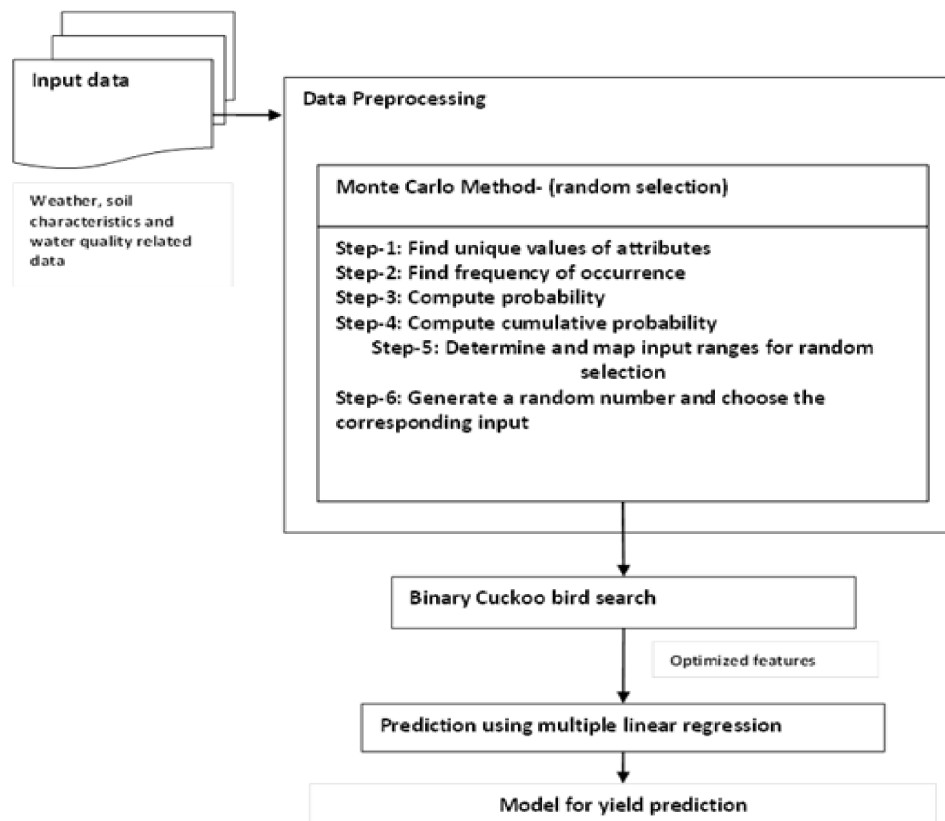 Input data
Weather, soil
characteristics and
water quality related
data
Data Preprocessing
Monte Carlo Method- (random selection)
Step-1: Find unique values of attributes
Step-2: Find frequency of occurrence
Step-3: Compute probability
Step-4: Compute cumulative probability
Step-5: Determine and map input ranges for random
selection
Step-6: Generate a random number and choose the
corresponding input
Binary Cuckoo bird search
Optimized features
Prediction using multiple linear regression
Model for yield prediction